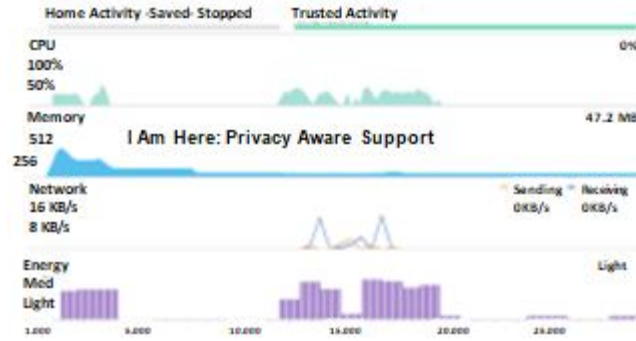 Home Activity -Saved- Stopped Trusted Activity
CPU 0%
100%
50%
Memory 47.2 MB
512 I Am Here: Privacy Aware Support
256
Network Sending Receiving
16 KB/s 0KB/s 0KB/s
8 KB/s
Energy Light
Med
Light
1.000 5.000 10.000 15.000 20.000 25.000